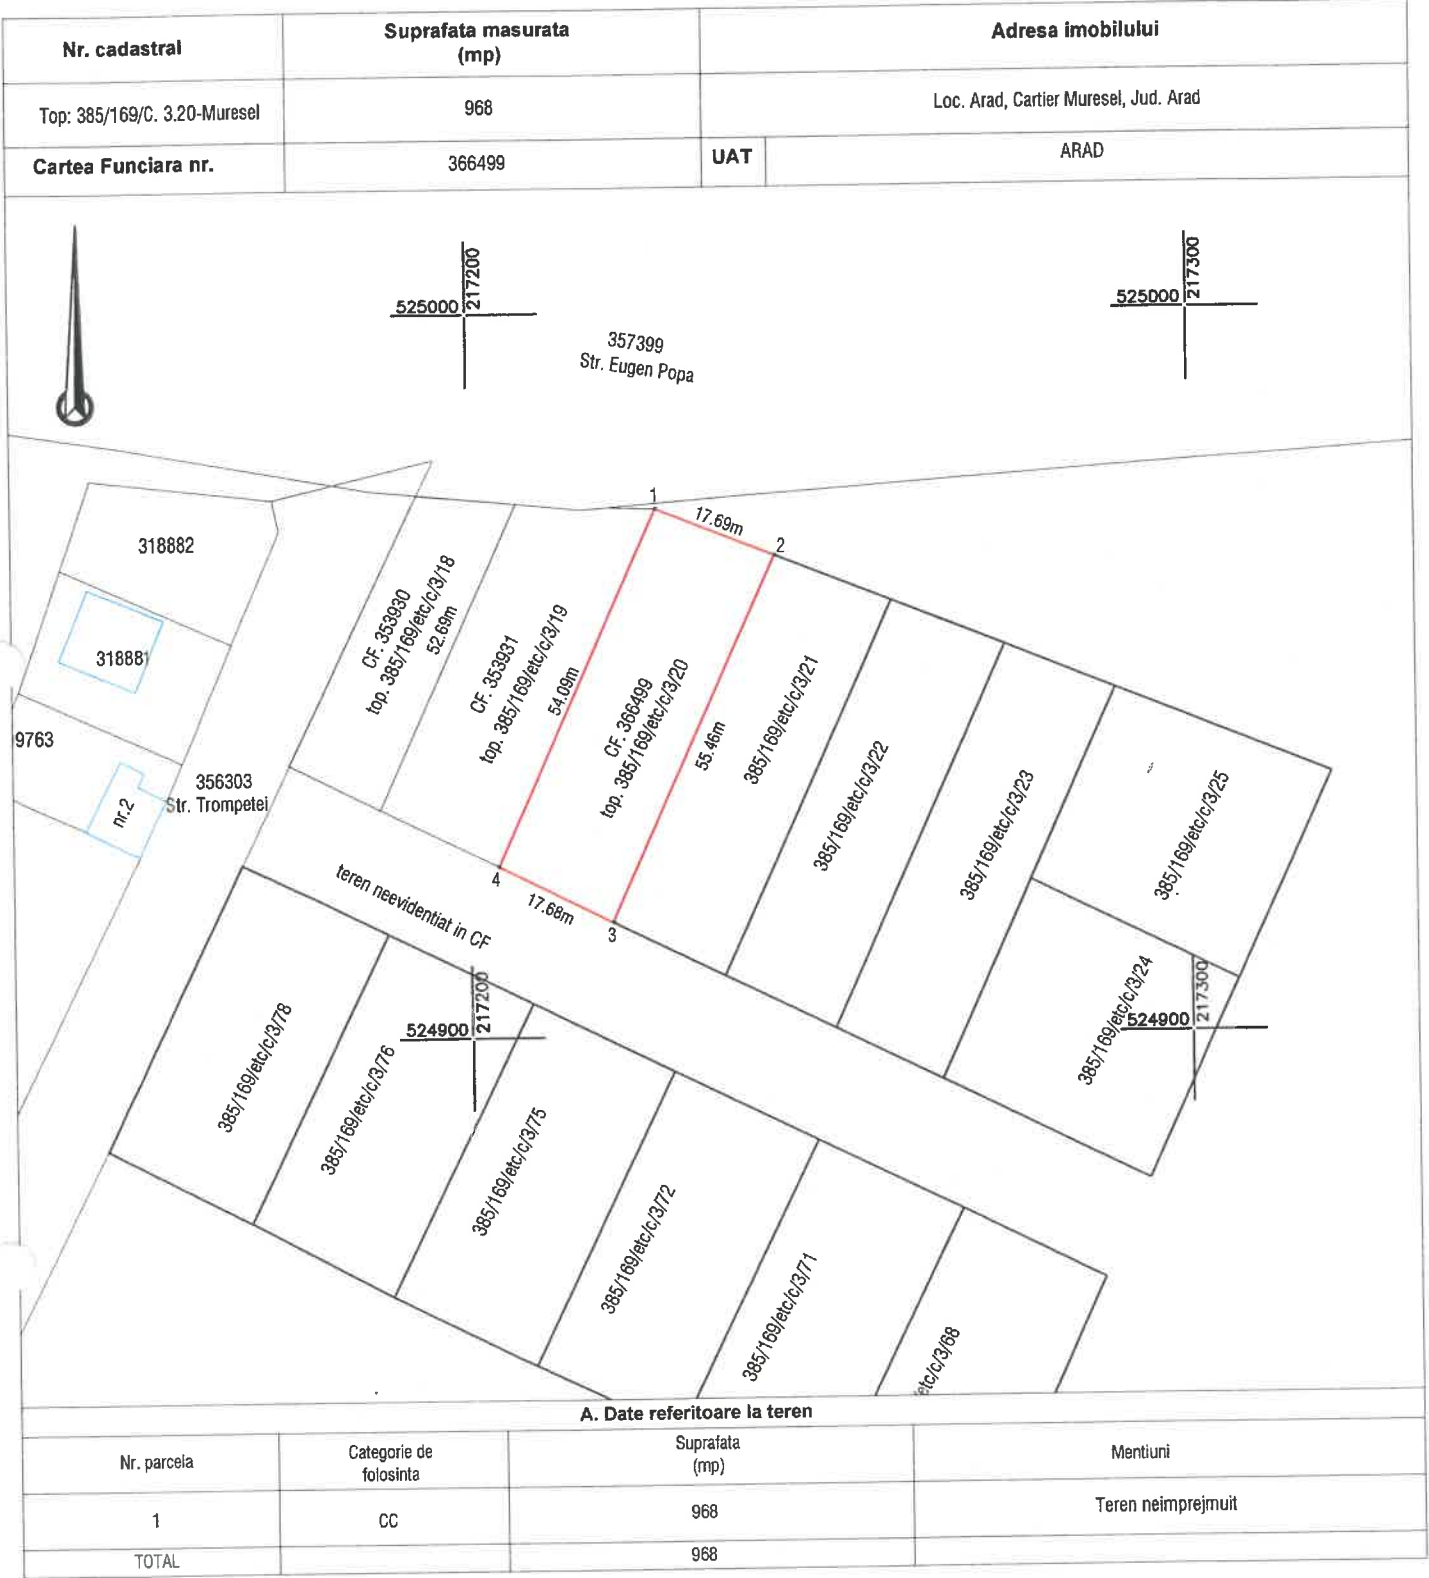 Nr. cadastral
Suprafata masurata
(mp)
Adresa imobilului
Top: 385/169/C. 3.20-Muresel
968
Loc. Arad, Cartier Muresel, Jud. Arad
Cartea Funciara nr.
366499
UAT
ARAD
525000
217200
525000
217300
357399
Str. Eugen Popa
1
17.69m
2
318882
318881
9763
nr.2
356303
Str. Trompetei
CF. 353930
top. 385/169/etc/c/3/18
52.69m
CF. 353931
top. 385/169/etc/c/3/19
54.09m
CF. 366499
top. 385/169/etc/c/3/20
55.46m
385/169/etc/c/3/21
385/169/etc/c/3/22
385/169/etc/c/3/23
385/169/etc/c/3/25
4
17.68m
3
teren neevidentiat in CF
385/169/etc/c/3/24
524900
217200
524900
217300
385/169/etc/c/3/78
385/169/etc/c/3/76
385/169/etc/c/3/75
385/169/etc/c/3/72
385/169/etc/c/3/71
etc/c/3/68
A. Date referitoare la teren
Nr. parcela
Categorie de
folosinta
Suprafata
(mp)
Mentiuni
1
CC
968
Teren neimprejmuit
TOTAL
968